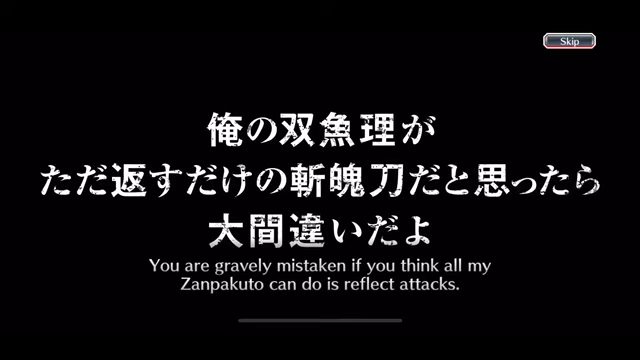 Skip
俺の双魚理が
ただ返すだけの斬魄刀だと思ったら
大間違いだよ
You are gravely mistaken if you think all my
Zanpakuto can do is reflect attacks.